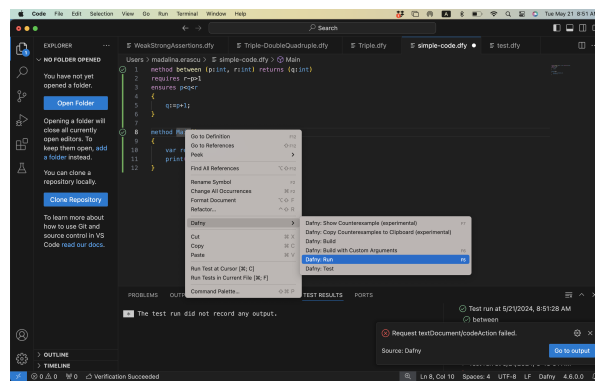 Code File Edit Selection View Go Run Terminal Window Help
Tue May 21 8:51 AM
Search
EXPLORER
WeakStrongAssertions.dfy
Triple-DoubleQuadruple.dfy
Triple.dfy
simple-code.dfy
test.dfy
NO FOLDER OPENED
You have not yet
opened a folder.
Open Folder
Opening a folder will
close all currently
open editors. To
keep them open, add
a folder instead.
You can clone a
repository locally.
Clone Repository
To learn more about
how to use Git and
source control in VS
Code read our docs.
OUTLINE
TIMELINE
Users > madalina.erascu > simple-code.dfy > Main
1 method between (p:int, r:int) returns (q:int)
2 requires r-p>1
3 ensures p<q<r
4 {
5 q:=p+1;
6 }
7
8 method Ma
9 {
10 var r
11 print
12 }
Go to Definition
Go to References
Peek
Find All References
Rename Symbol
Change All Occurrences
Format Document
Refactor...
Dafny
Cut ⌘ X
Copy ⌘ C
Paste ⌘ V
Run Test at Cursor [⌘; C]
Run Tests in Current File [⌘; F]
Command Palette... ⇧ ⌘ P
Dafny: Show Counterexample (experimental)
Dafny: Copy Counterexamples to Clipboard (experimental)
Dafny: Build
Dafny: Build with Custom Arguments
Dafny: Run
Dafny: Test
PROBLEMS OUTP TEST RESULTS PORTS
The test run did not record any output.
Test run at 5/21/2024, 8:51:28 AM
between
Request textDocument/codeAction failed.
Source: Dafny
Go to output
0 0 0 Verification Succeeded
Ln 8, Col 10 Spaces: 4 UTF-8 LF Dafny 4.6.0.0